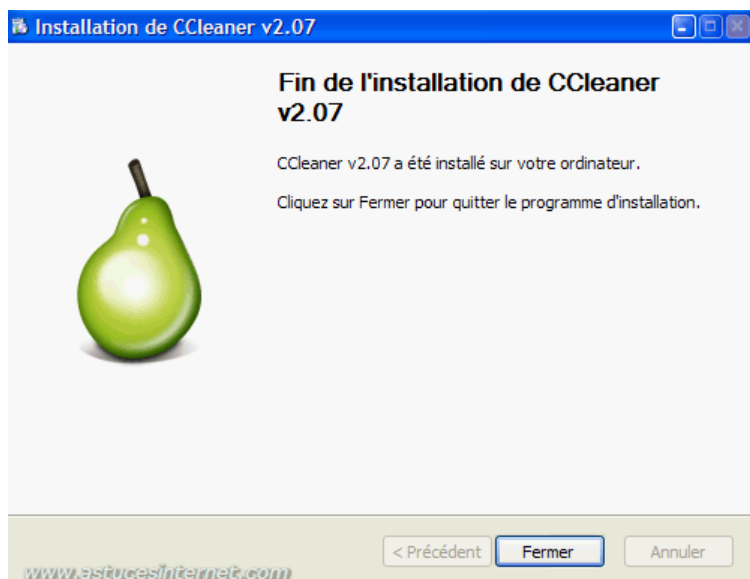 Installation de CCleaner v2.07
Fin de l'installation de CCleaner
v2.07
CCleaner v2.07 a été installé sur votre ordinateur.
Cliquez sur Fermer pour quitter le programme d'installation.
< Précédent
Fermer
Annuler
www.astucesinternet.com